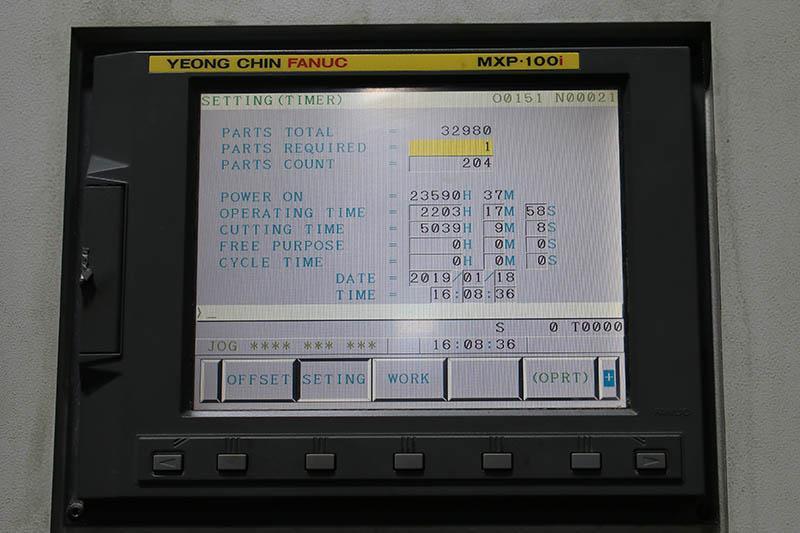 YEONG CHIN FANUC MXP·100i
SETTING(TIMER) O0151 N00021
PARTS TOTAL = 32980
PARTS REQUIRED = 1
PARTS COUNT = 204
POWER ON = 23590H 37M
OPERATING TIME = 2203H 17M 58S
CUTTING TIME = 5039H 9M 8S
FREE PURPOSE = 0H 0M 0S
CYCLE TIME = 0H 0M 0S
DATE = 2019/01/18
TIME = 16:08:36
>_
S 0 T0000
JOG **** *** *** 16:08:36
OFFSET SETING WORK (OPRT) +
FANUC